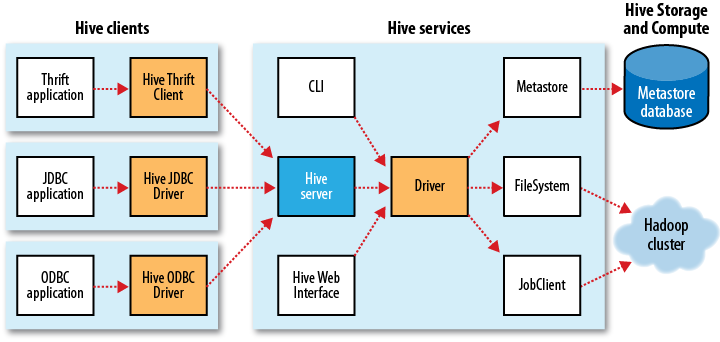 Hive clients
Hive services
Hive Storage
and Compute
Thrift
application
Hive Thrift
Client
CLI
Metastore
Metastore
database
JDBC
application
Hive JDBC
Driver
Hive
server
Driver
FileSystem
Hadoop
cluster
ODBC
application
Hive ODBC
Driver
Hive Web
Interface
JobClient